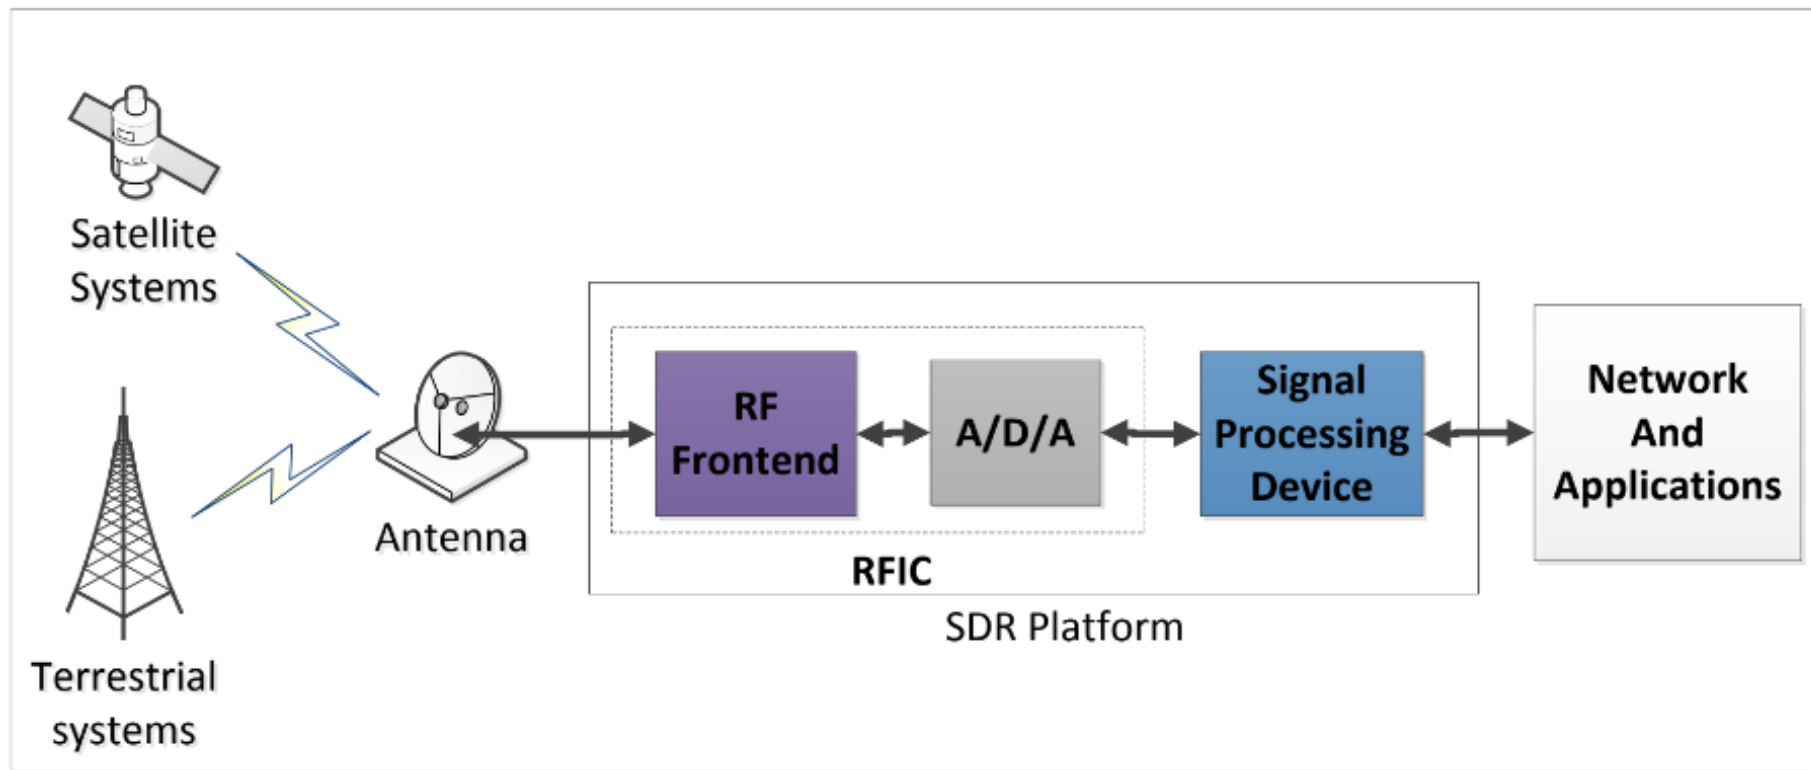 Satellite
Systems
Terrestrial
systems
Antenna
RF
Frontend
A/D/A
RFIC
Signal
Processing
Device
SDR Platform
Network
And
Applications